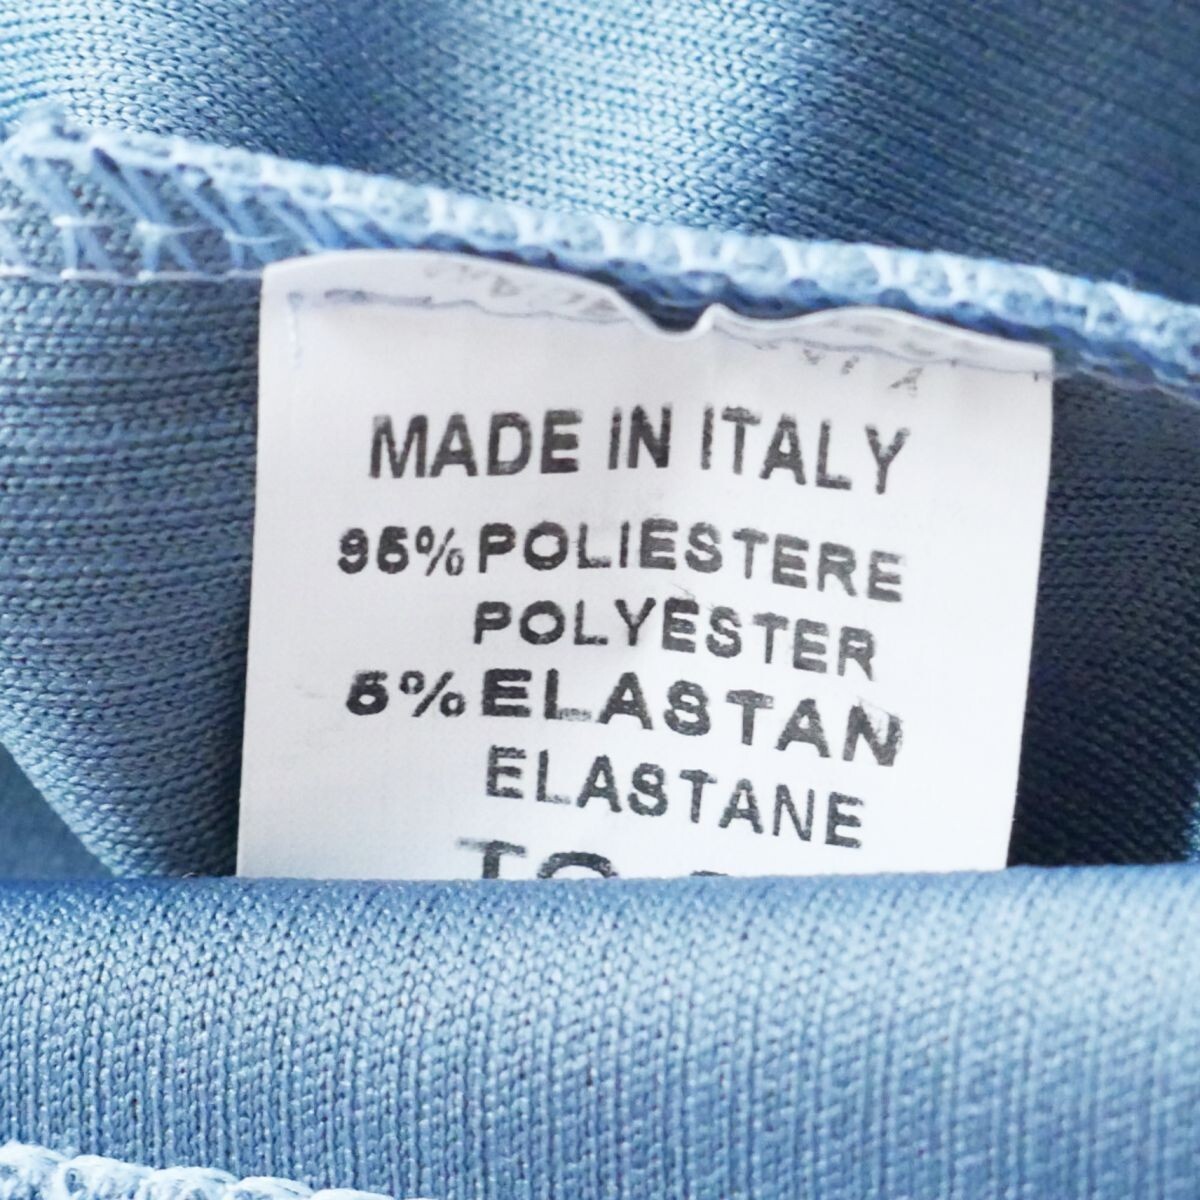 MADE IN ITALY
95% POLIESTERE
POLYESTER
5% ELASTAN
ELASTANE